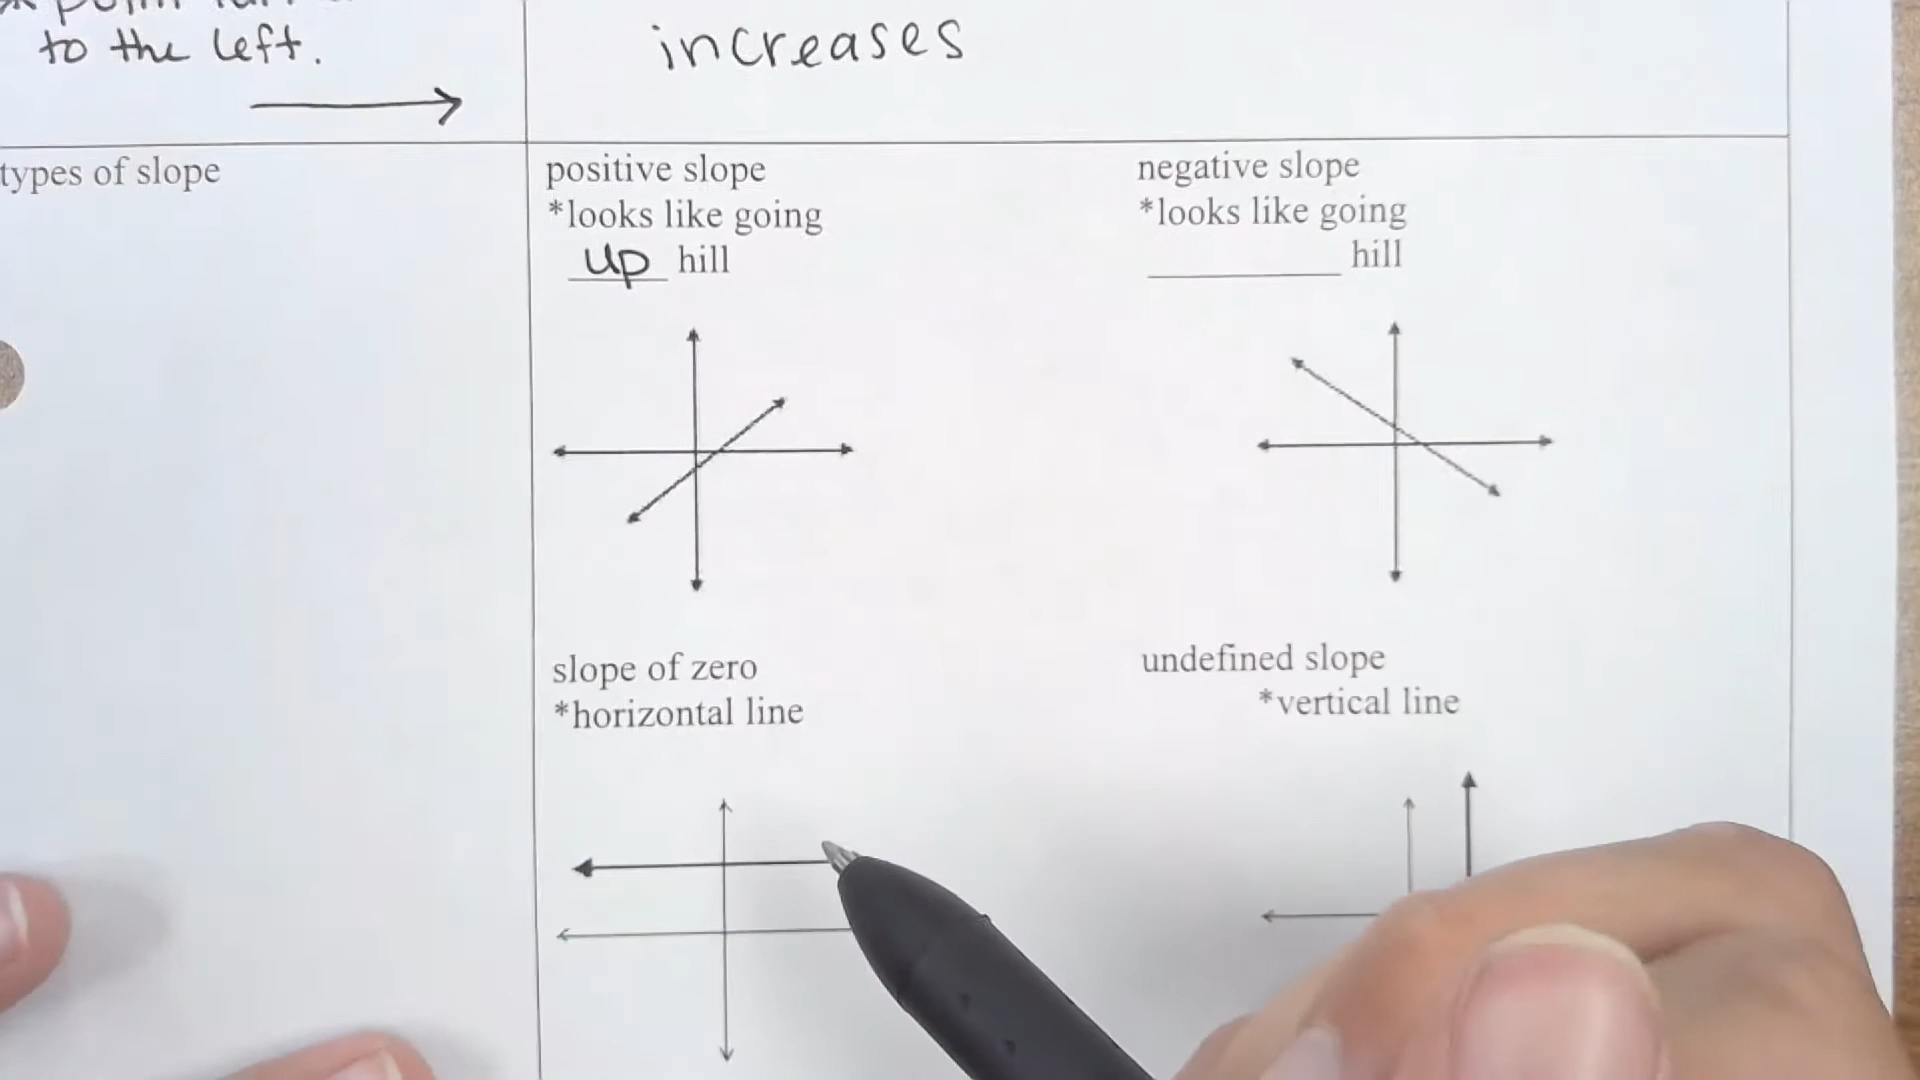 to the left.
increases
types of slope
positive slope
*looks like going
up hill
negative slope
*looks like going
_______ hill
slope of zero
*horizontal line
undefined slope
*vertical line